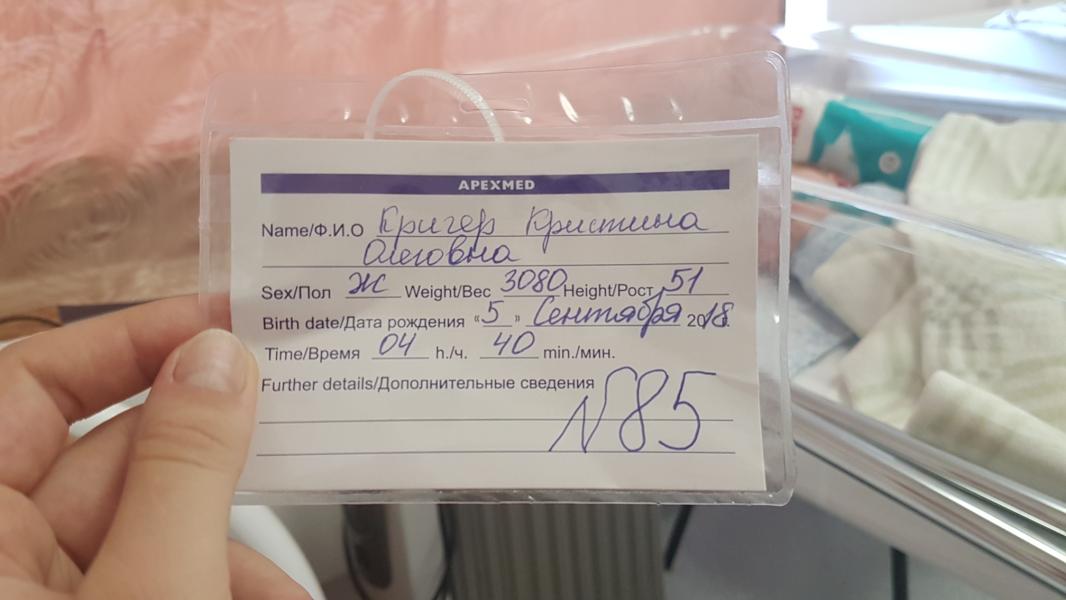 APEXMED
Name/Ф.И.О Кригер Кристина
Олеговна
Sex/Пол Ж Weight/Вес 3080 Height/Рост 51
Birth date/Дата рождения «5» Сентября 2018.
Time/Время 04 h./ч. 40 min./мин.
Further details/Дополнительные сведения
N85